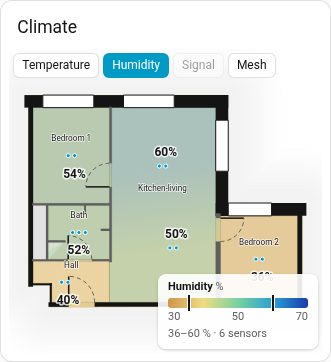 Climate
Temperature Humidity Signal Mesh
Bedroom 1
54%
60%
Kitchen-living
Bath
52%
50%
Bedroom 2
Hall
40%
Humidity %
30 50 70
36–60 % · 6 sensors